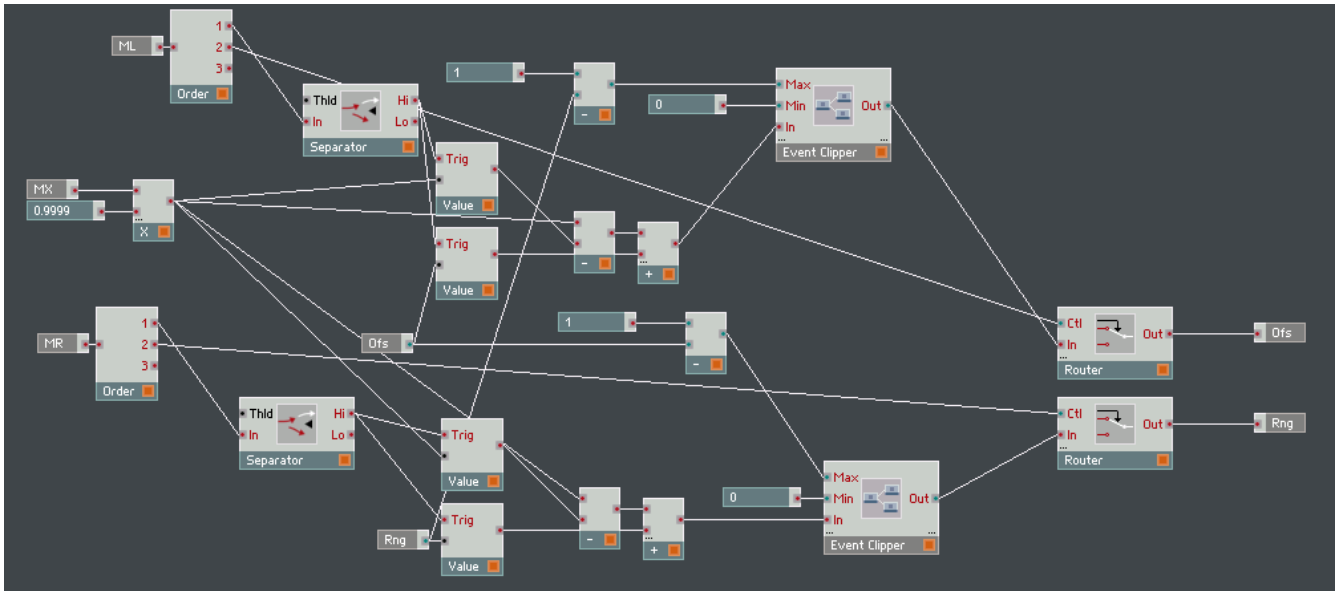 ML
1
2
3
Order
Thld
In
Hi
Lo
Separator
1
-
0
Max
Min
In
Out
...
...
Event Clipper
MX
0.9999
...
X
Trig
Value
Trig
Value
-
...
+
MR
1
2
3
Order
Ofs
1
-
Ctl
In
...
Out
Router
Ofs
Thld
In
Hi
Lo
Separator
Trig
Value
Rng
Trig
Value
-
...
+
0
Max
Min
In
Out
...
...
Event Clipper
Ctl
In
...
Out
Router
Rng